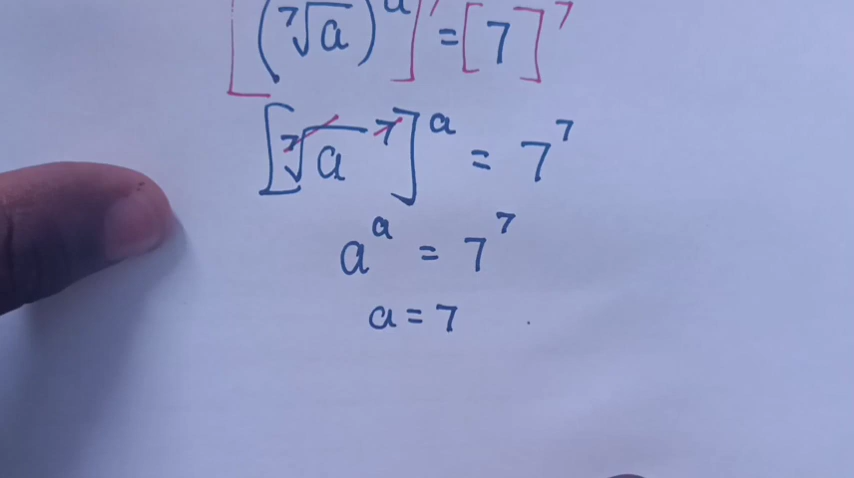 [(⁷√a)ᵃ]⁷ = [7]⁷
[⁷√a ⁷]ᵃ = 7⁷
aᵃ = 7⁷
a = 7